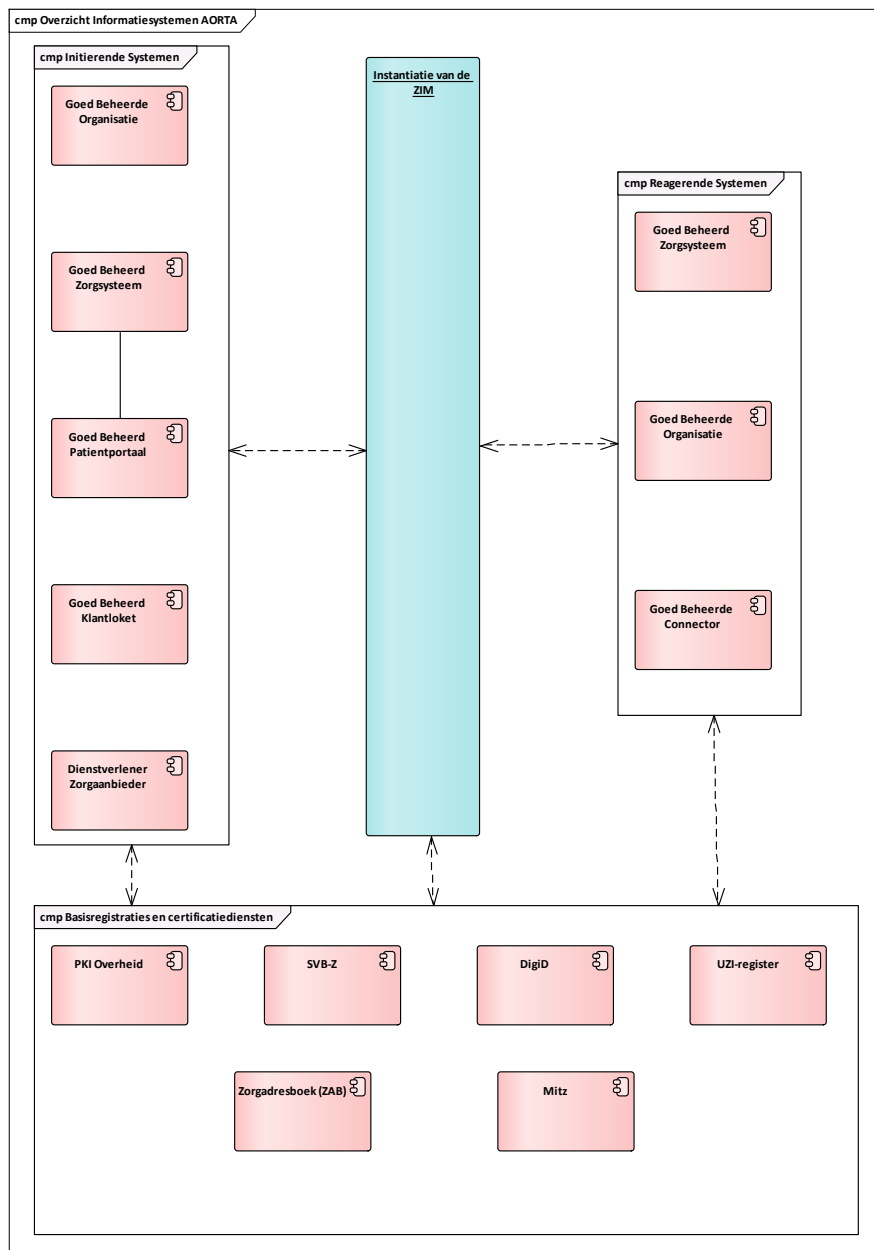 cmp Overzicht Informatiesystemen AORTA
cmp Initierende Systemen
Goed Beheerde
Organisatie
Goed Beheerd
Zorgsysteem
Goed Beheerd
Patientportaal
Goed Beheerd
Klantloket
Dienstverlener
Zorgaanbieder
Instantiatie van de
ZIM
cmp Reagerende Systemen
Goed Beheerd
Zorgsysteem
Goed Beheerde
Organisatie
Goed Beheerde
Connector
cmp Basisregistraties en certificatiediensten
PKI Overheid
SVB-Z
DigiD
UZI-register
Zorgadresboek (ZAB)
Mitz